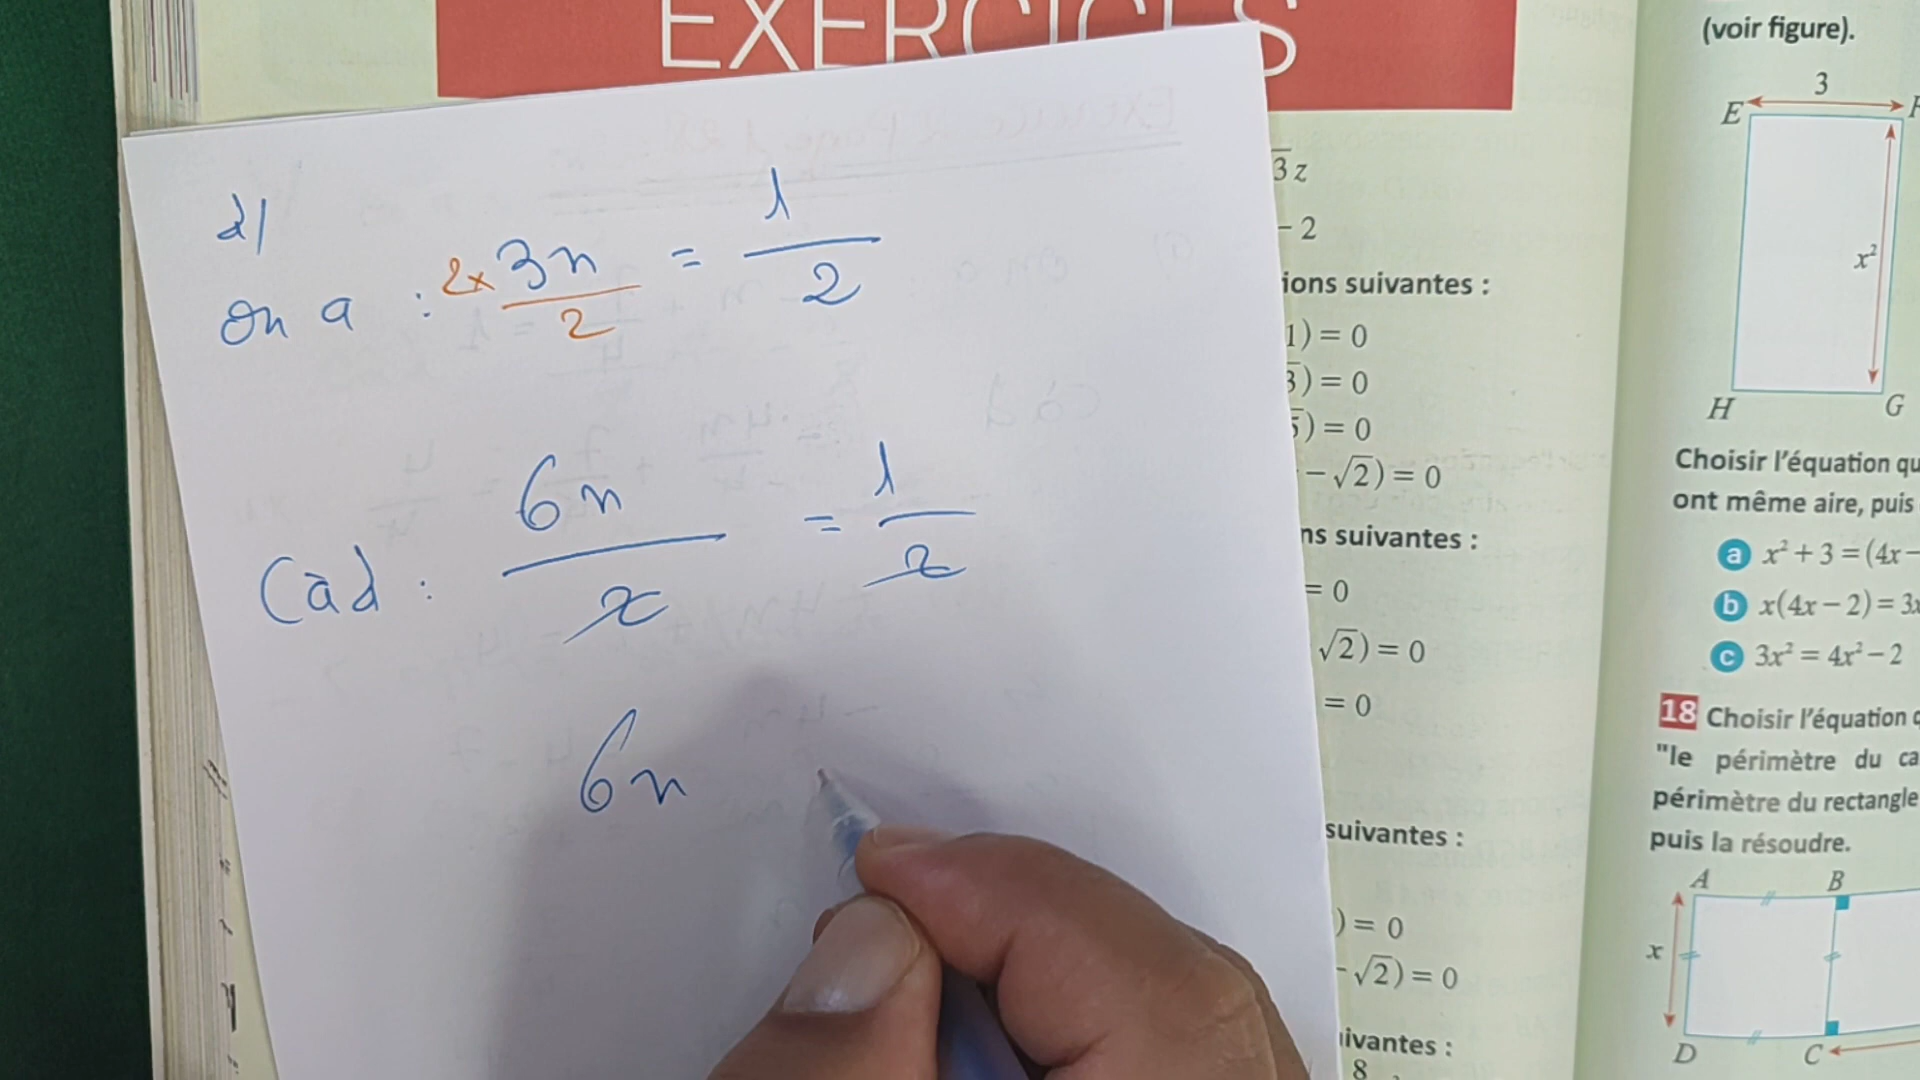 EXERCICES
d/
on a : 2x 3x/2 = 1/2
Càd : 6x/2 = 1/2
6x
3z
- 2
ions suivantes :
1) = 0
3) = 0
5) = 0
- √2) = 0
ns suivantes :
= 0
√2) = 0
= 0
suivantes :
) = 0
-√2) = 0
ivantes :
8
(voir figure).
3
E
x²
H G
Choisir l'équation qu
ont même aire, puis
a x² + 3 = (4x -
b x(4x - 2) = 3x
c 3x² = 4x² - 2
18 Choisir l'équation
"le périmètre du ca
périmètre du rectangle
puis la résoudre.
A B
x
D C